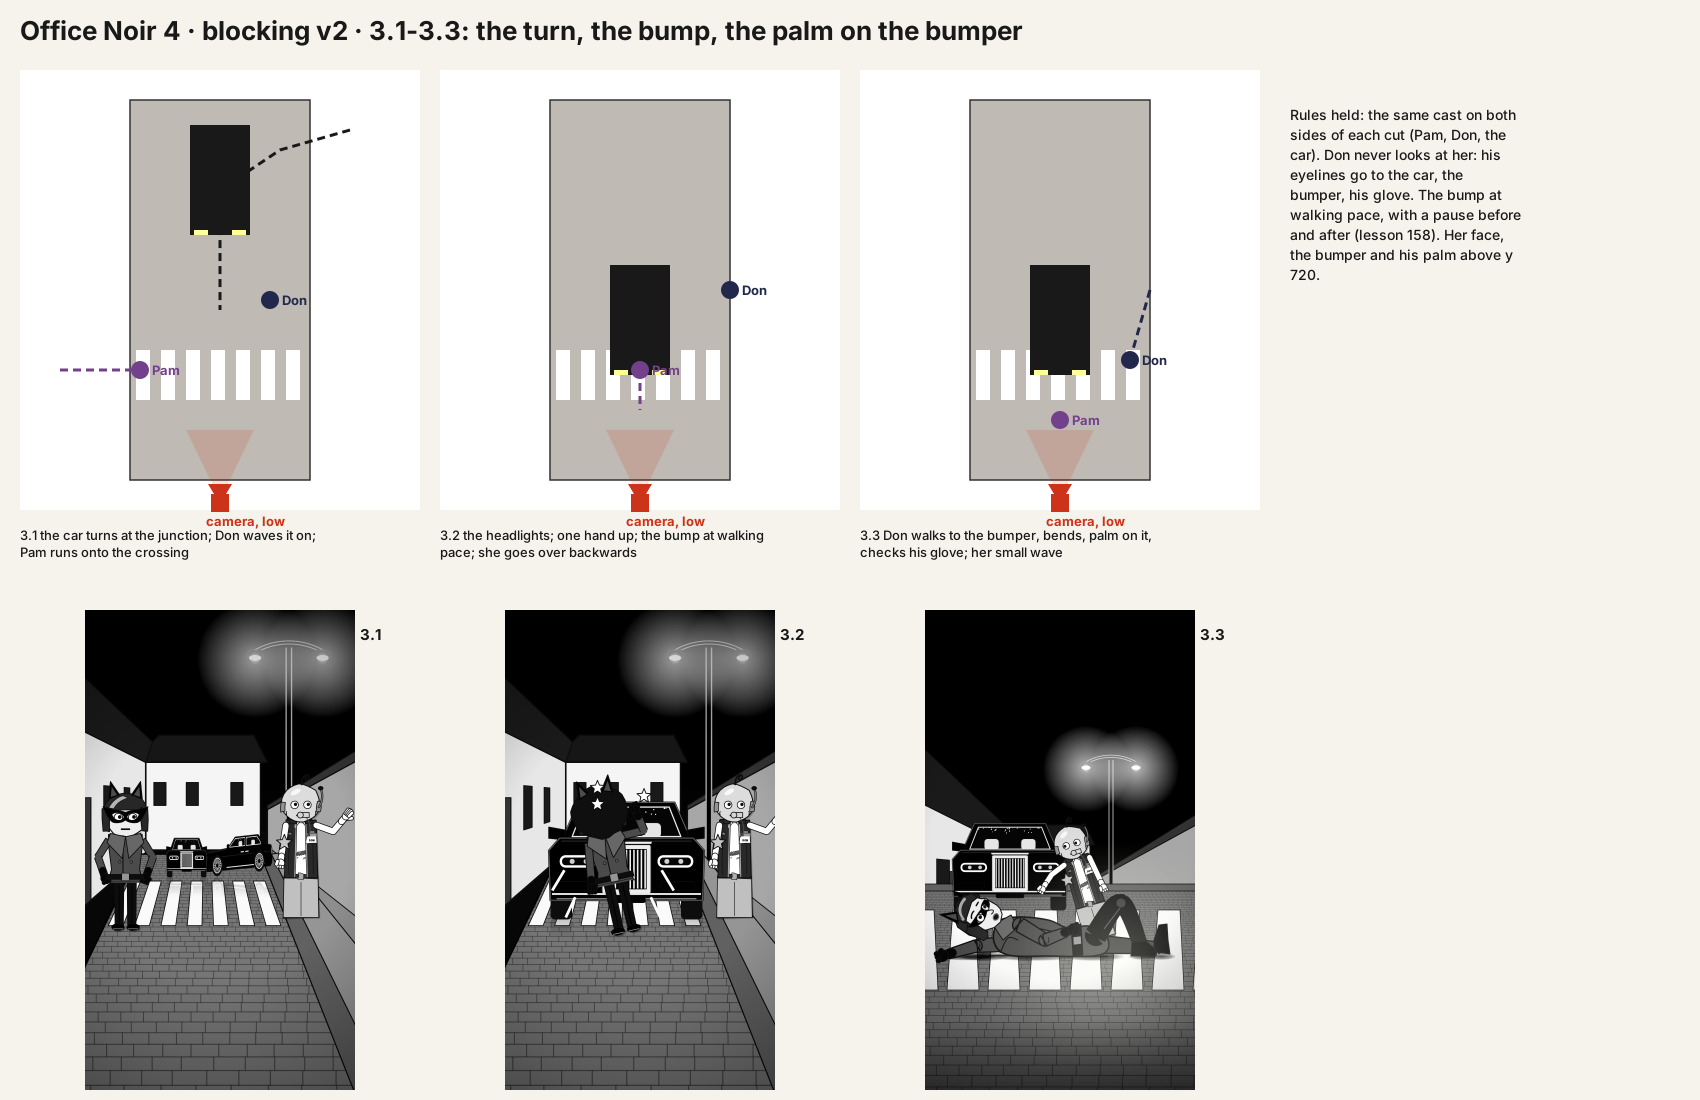 Office Noir 4 · blocking v2 · 3.1-3.3: the turn, the bump, the palm on the bumper
Don
Pam
camera, low
3.1 the car turns at the junction; Don waves it on;
Pam runs onto the crossing
Don
Pam
camera, low
3.2 the headlights; one hand up; the bump at walking
pace; she goes over backwards
Don
Pam
camera, low
3.3 Don walks to the bumper, bends, palm on it,
checks his glove; her small wave
Rules held: the same cast on both
sides of each cut (Pam, Don, the
car). Don never looks at her: his
eyelines go to the car, the
bumper, his glove. The bump at
walking pace, with a pause before
and after (lesson 158). Her face,
the bumper and his palm above y
720.
3.1
3.2
3.3